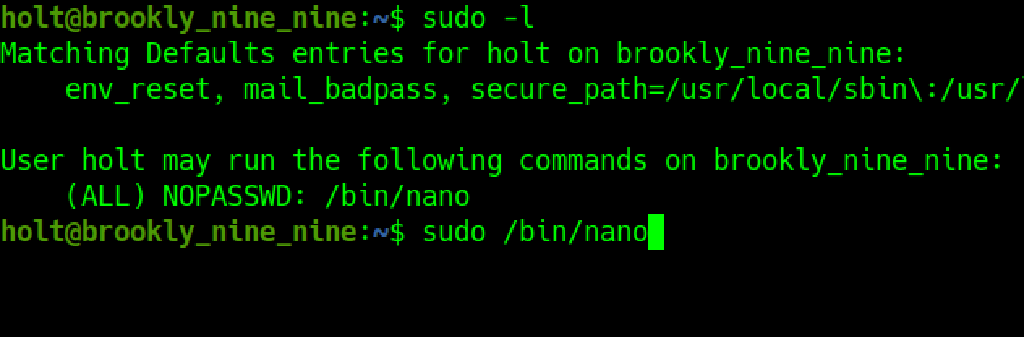 holt@brookly_nine_nine:~$ sudo -l
Matching Defaults entries for holt on brookly_nine_nine:
    env_reset, mail_badpass, secure_path=/usr/local/sbin\:/usr/
User holt may run the following commands on brookly_nine_nine:
    (ALL) NOPASSWD: /bin/nano
holt@brookly_nine_nine:~$ sudo /bin/nano